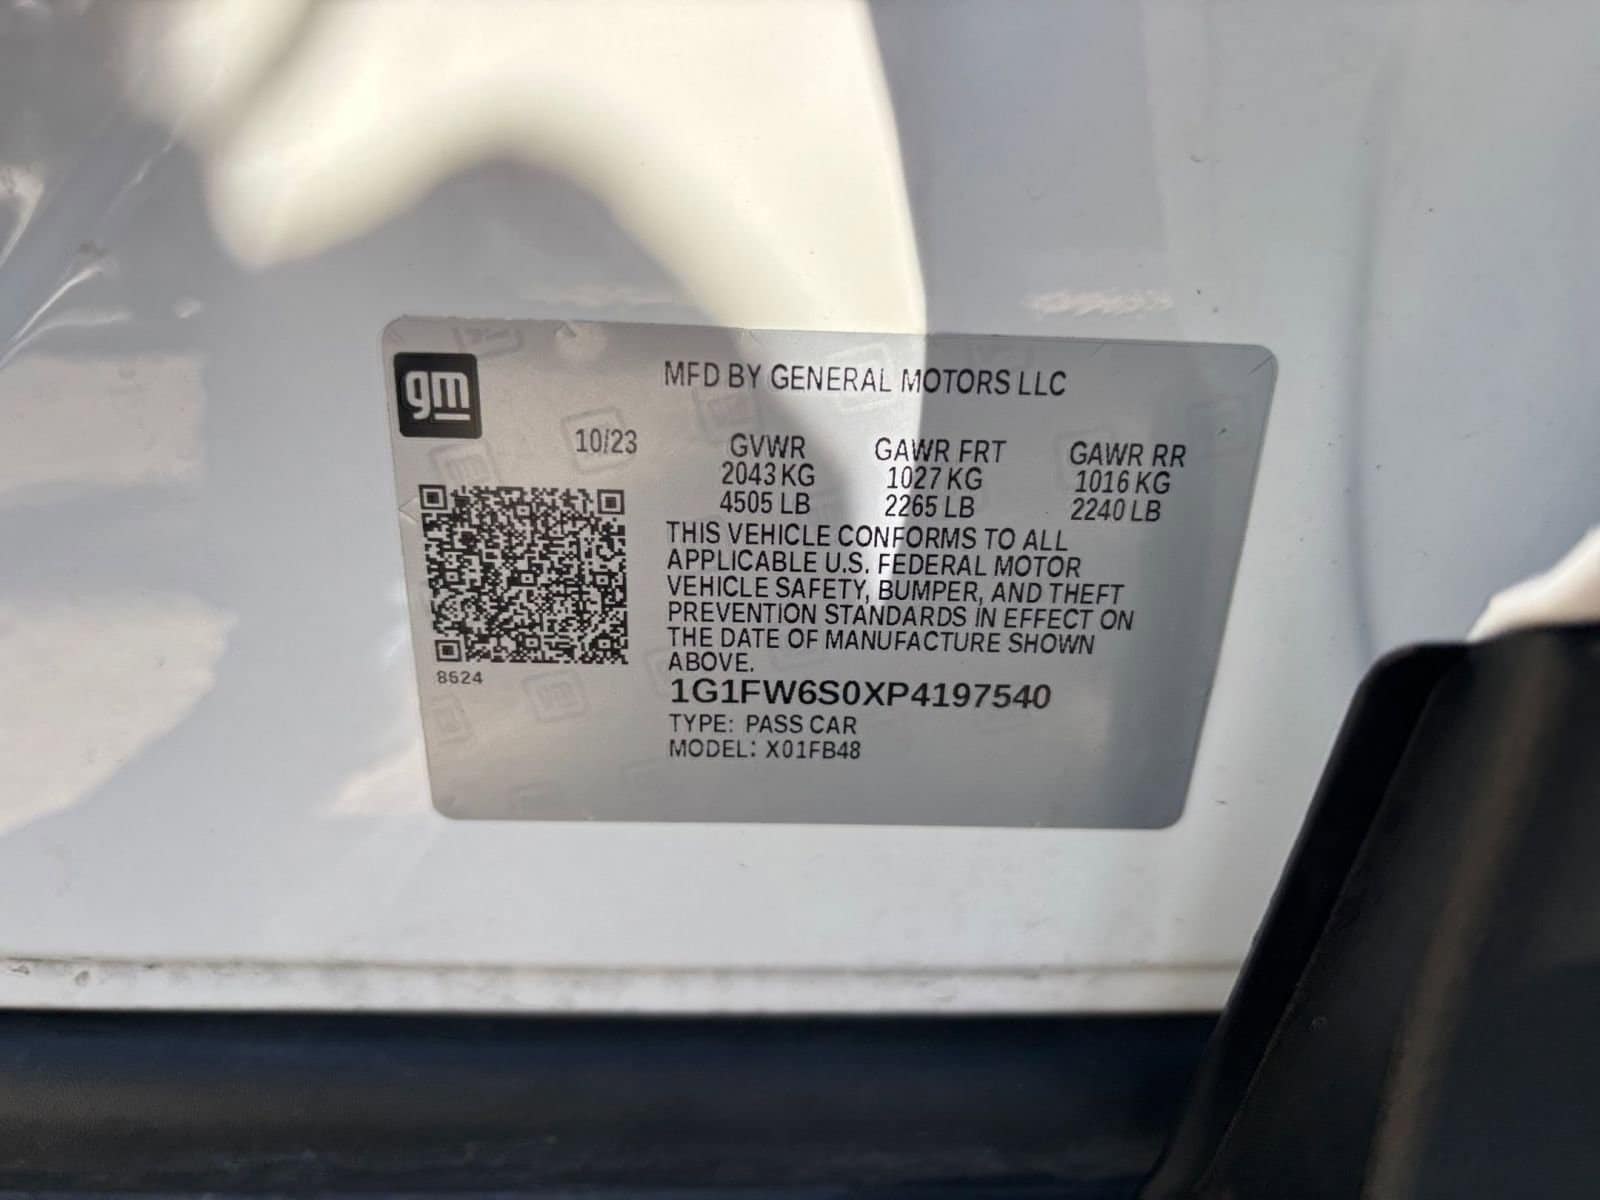 gm
MFD BY GENERAL MOTORS LLC
10/23
GVWR GAWR FRT GAWR RR
2043 KG 1027 KG 1016 KG
4505 LB 2265 LB 2240 LB
THIS VEHICLE CONFORMS TO ALL
APPLICABLE U.S. FEDERAL MOTOR
VEHICLE SAFETY, BUMPER, AND THEFT
PREVENTION STANDARDS IN EFFECT ON
THE DATE OF MANUFACTURE SHOWN
ABOVE.
8524
1G1FW6S0XP4197540
TYPE: PASS CAR
MODEL: X01FB48